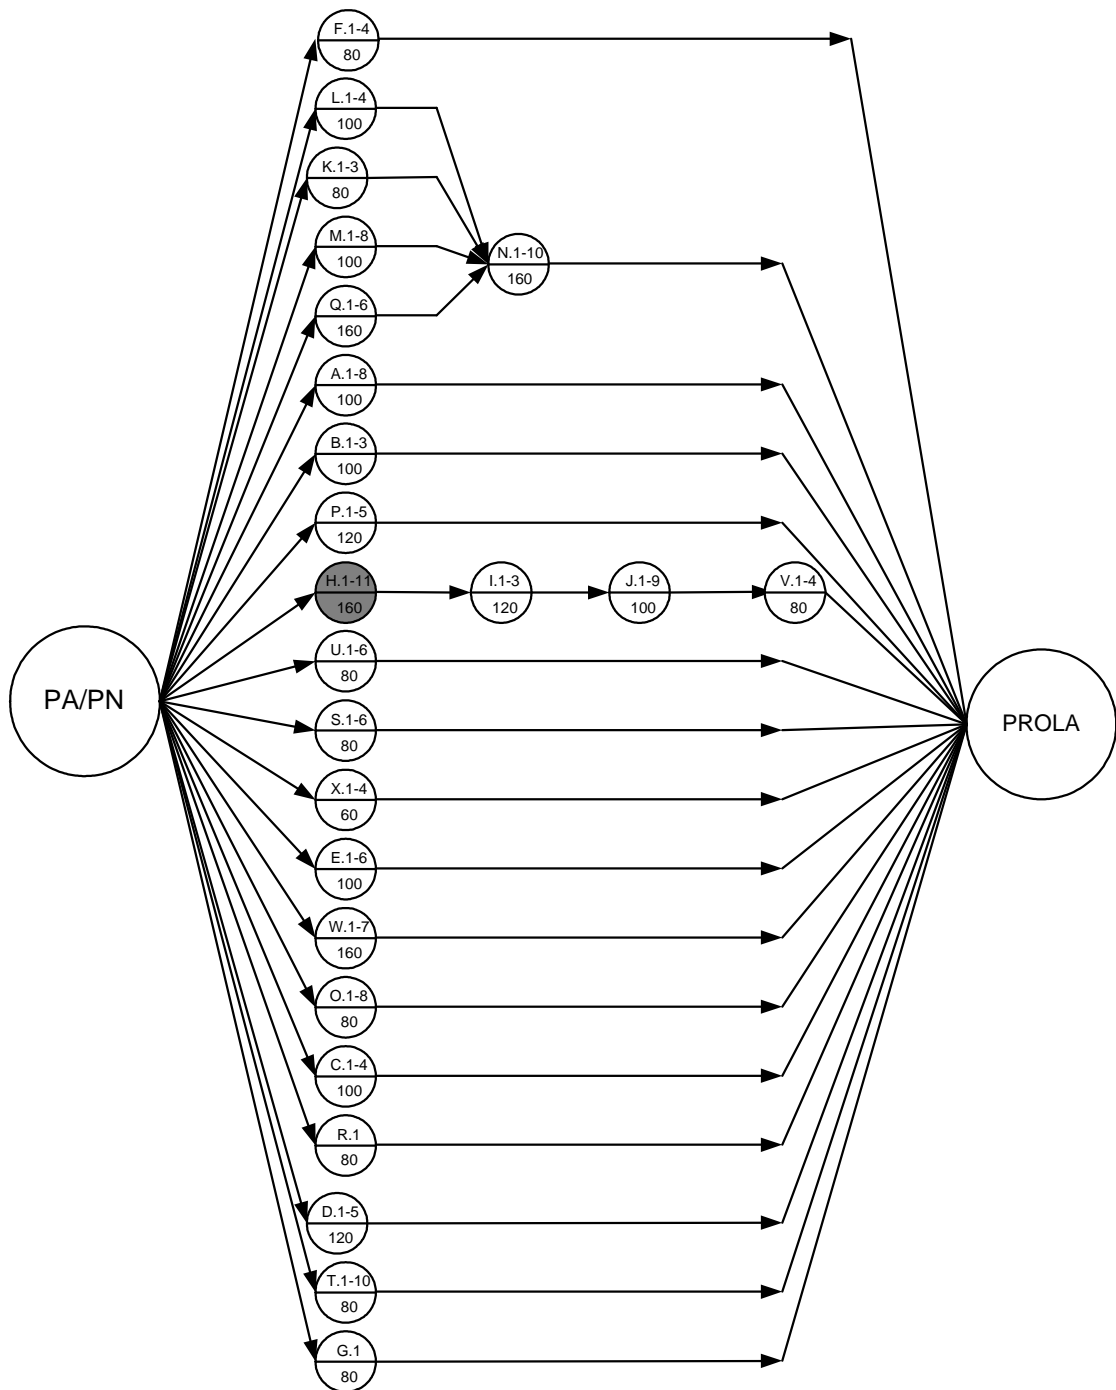 F.1-4
80
L.1-4
100
K.1-3
80
M.1-8
100
N.1-10
160
Q.1-6
160
A.1-8
100
B.1-3
100
P.1-5
120
H.1-11
160
I.1-3
120
J.1-9
100
V.1-4
80
U.1-6
80
PA/PN
PROLA
S.1-6
80
X.1-4
60
E.1-6
100
W.1-7
160
O.1-8
80
C.1-4
100
R.1
80
D.1-5
120
T.1-10
80
G.1
80